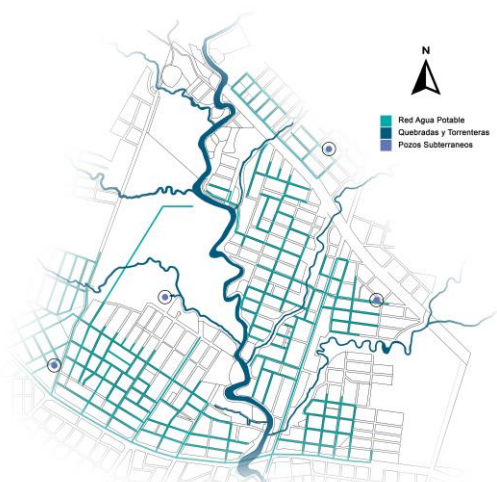 N
Red Agua Potable
Quebradas y Torrenteras
Pozos Subterraneos